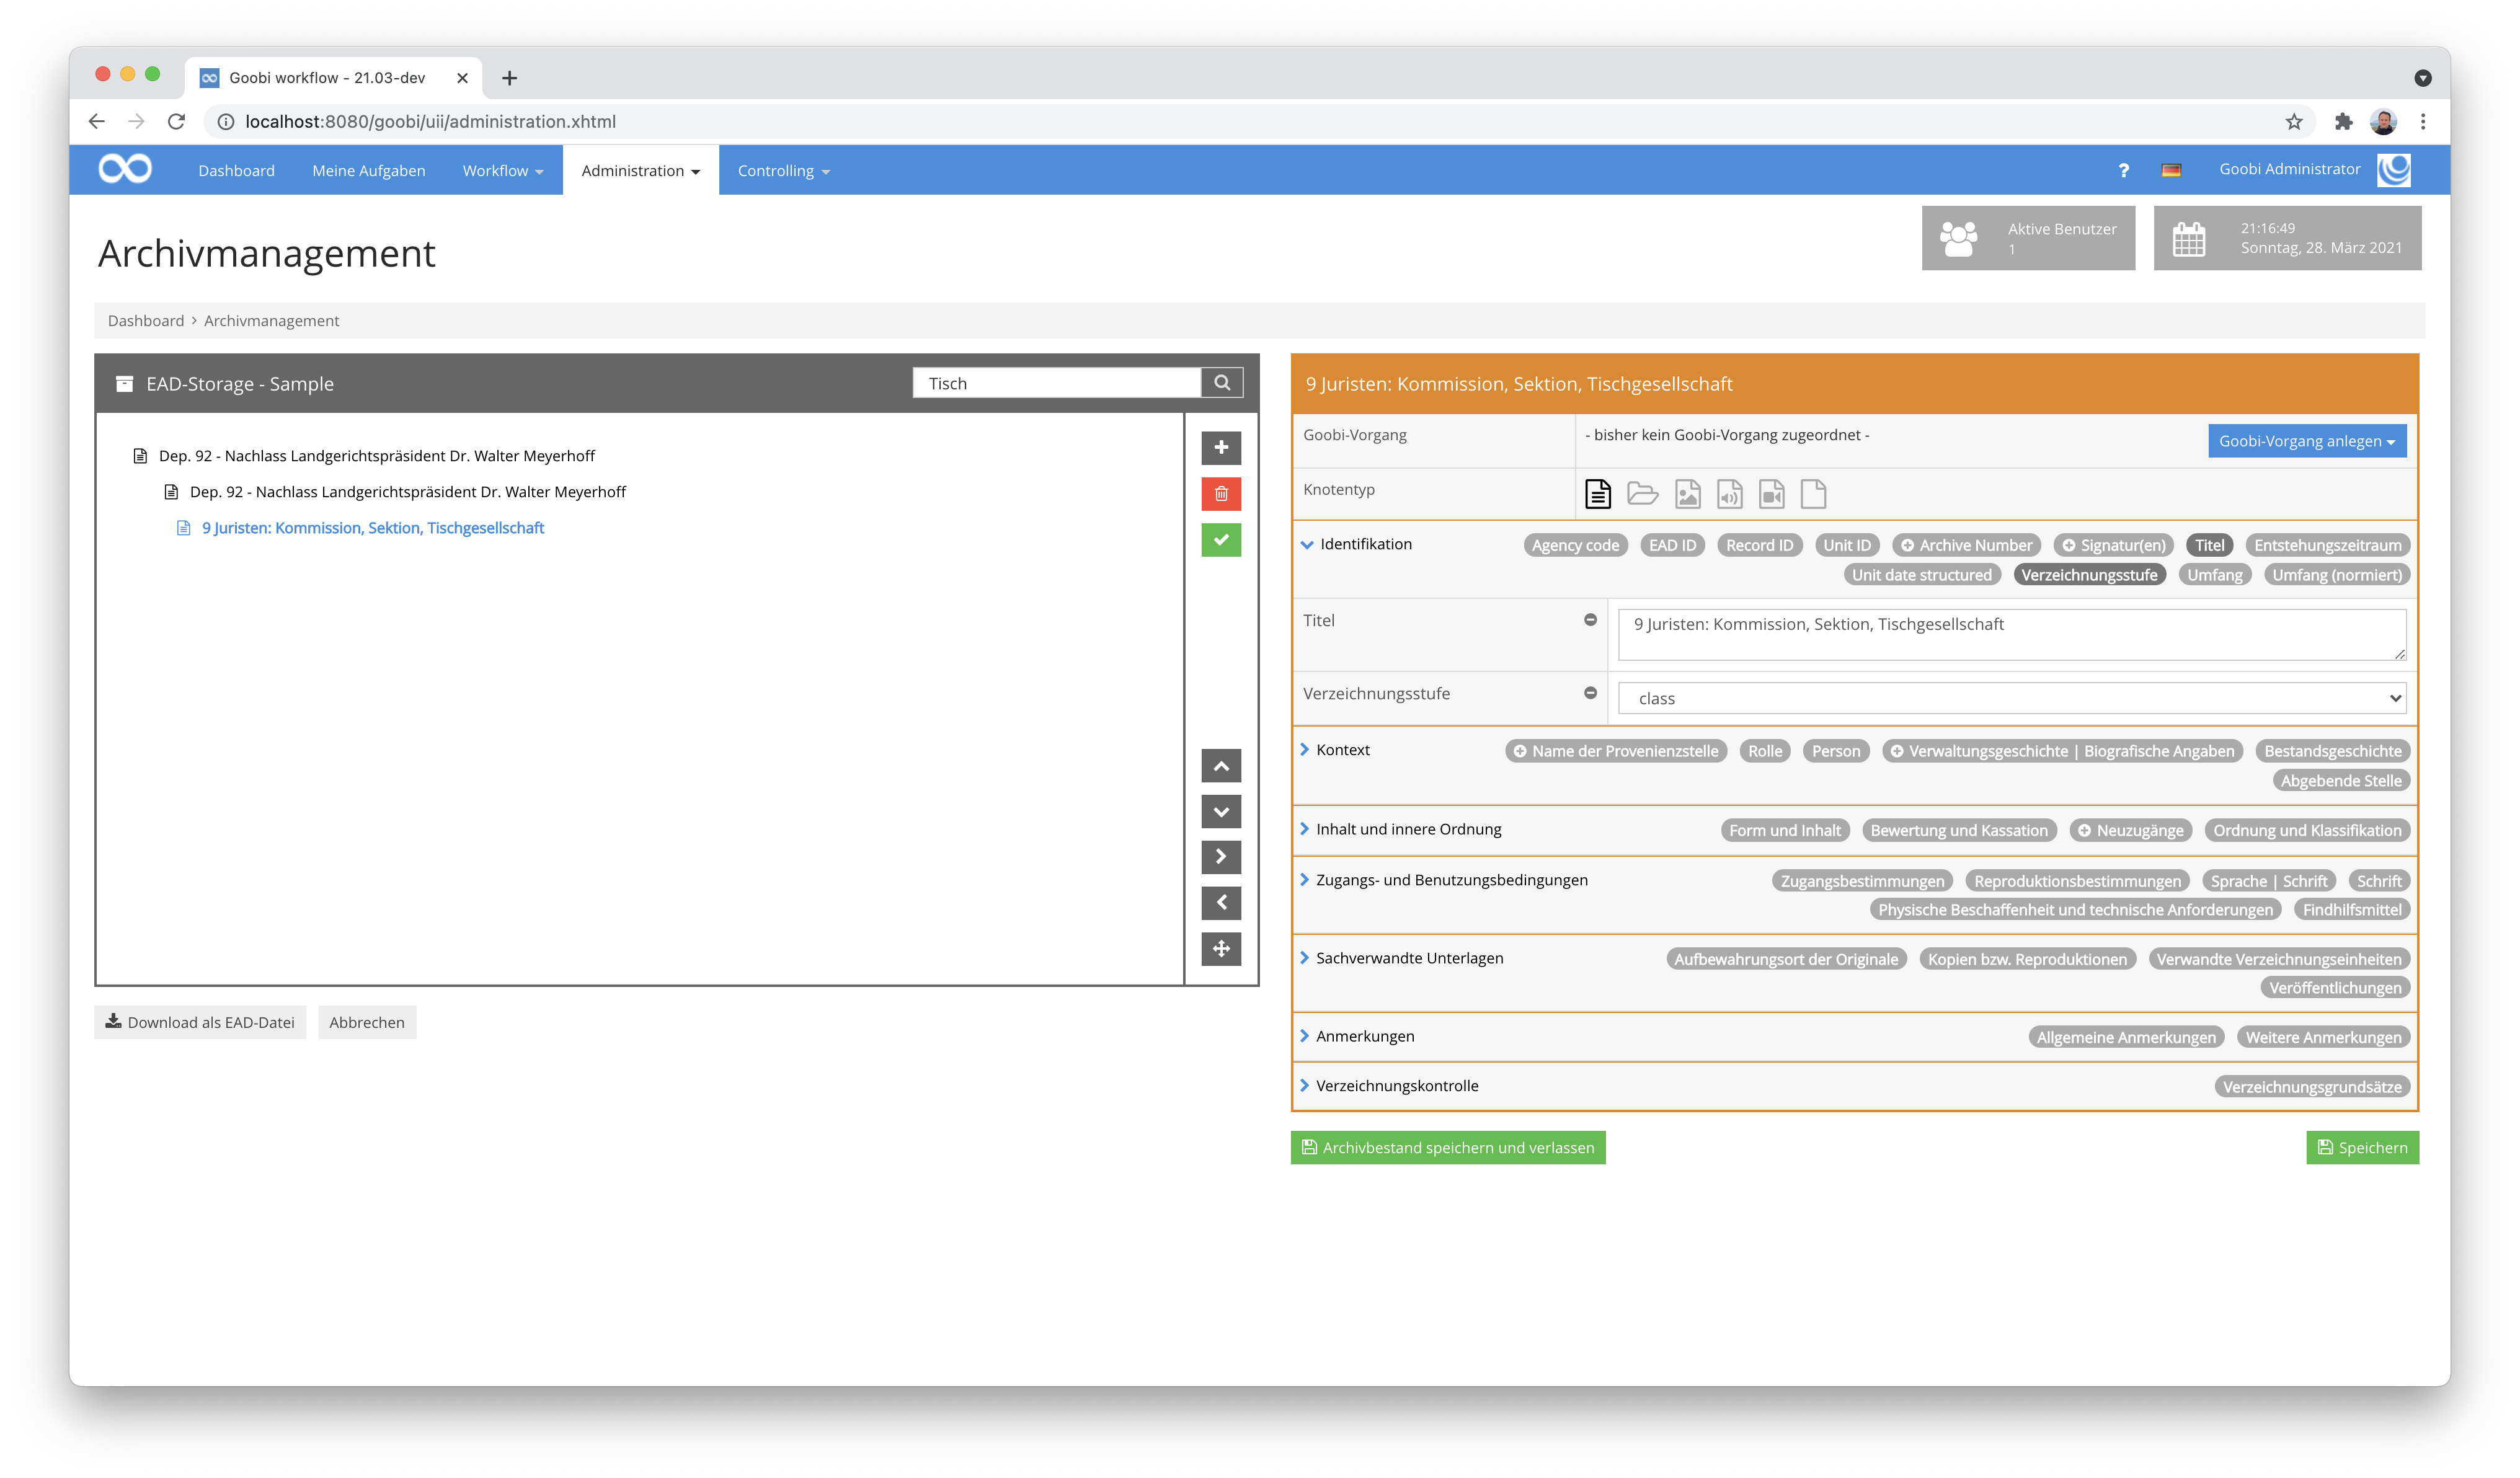 Goobi workflow - 21.03-dev
localhost:8080/goobi/uii/administration.xhtml
Dashboard Meine Aufgaben Workflow Administration Controlling ? Goobi Administrator
Archivmanagement
Aktive Benutzer
1
21:16:49
Sonntag, 28. März 2021
Dashboard › Archivmanagement
EAD-Storage - Sample
Tisch
Dep. 92 - Nachlass Landgerichtspräsident Dr. Walter Meyerhoff
Dep. 92 - Nachlass Landgerichtspräsident Dr. Walter Meyerhoff
9 Juristen: Kommission, Sektion, Tischgesellschaft
Download als EAD-Datei
Abbrechen
9 Juristen: Kommission, Sektion, Tischgesellschaft
Goobi-Vorgang - bisher kein Goobi-Vorgang zugeordnet - Goobi-Vorgang anlegen
Knotentyp
Identifikation Agency code EAD ID Record ID Unit ID Archive Number Signatur(en) Titel Entstehungszeitraum
Unit date structured Verzeichnungsstufe Umfang Umfang (normiert)
Titel 9 Juristen: Kommission, Sektion, Tischgesellschaft
Verzeichnungsstufe class
Kontext Name der Provenienzstelle Rolle Person Verwaltungsgeschichte | Biografische Angaben Bestandsgeschichte
Abgebende Stelle
Inhalt und innere Ordnung Form und Inhalt Bewertung und Kassation Neuzugänge Ordnung und Klassifikation
Zugangs- und Benutzungsbedingungen Zugangsbestimmungen Reproduktionsbestimmungen Sprache | Schrift Schrift
Physische Beschaffenheit und technische Anforderungen Findhilfsmittel
Sachverwandte Unterlagen Aufbewahrungsort der Originale Kopien bzw. Reproduktionen Verwandte Verzeichnungseinheiten
Veröffentlichungen
Anmerkungen Allgemeine Anmerkungen Weitere Anmerkungen
Verzeichnungskontrolle Verzeichnungsgrundsätze
Archivbestand speichern und verlassen
Speichern